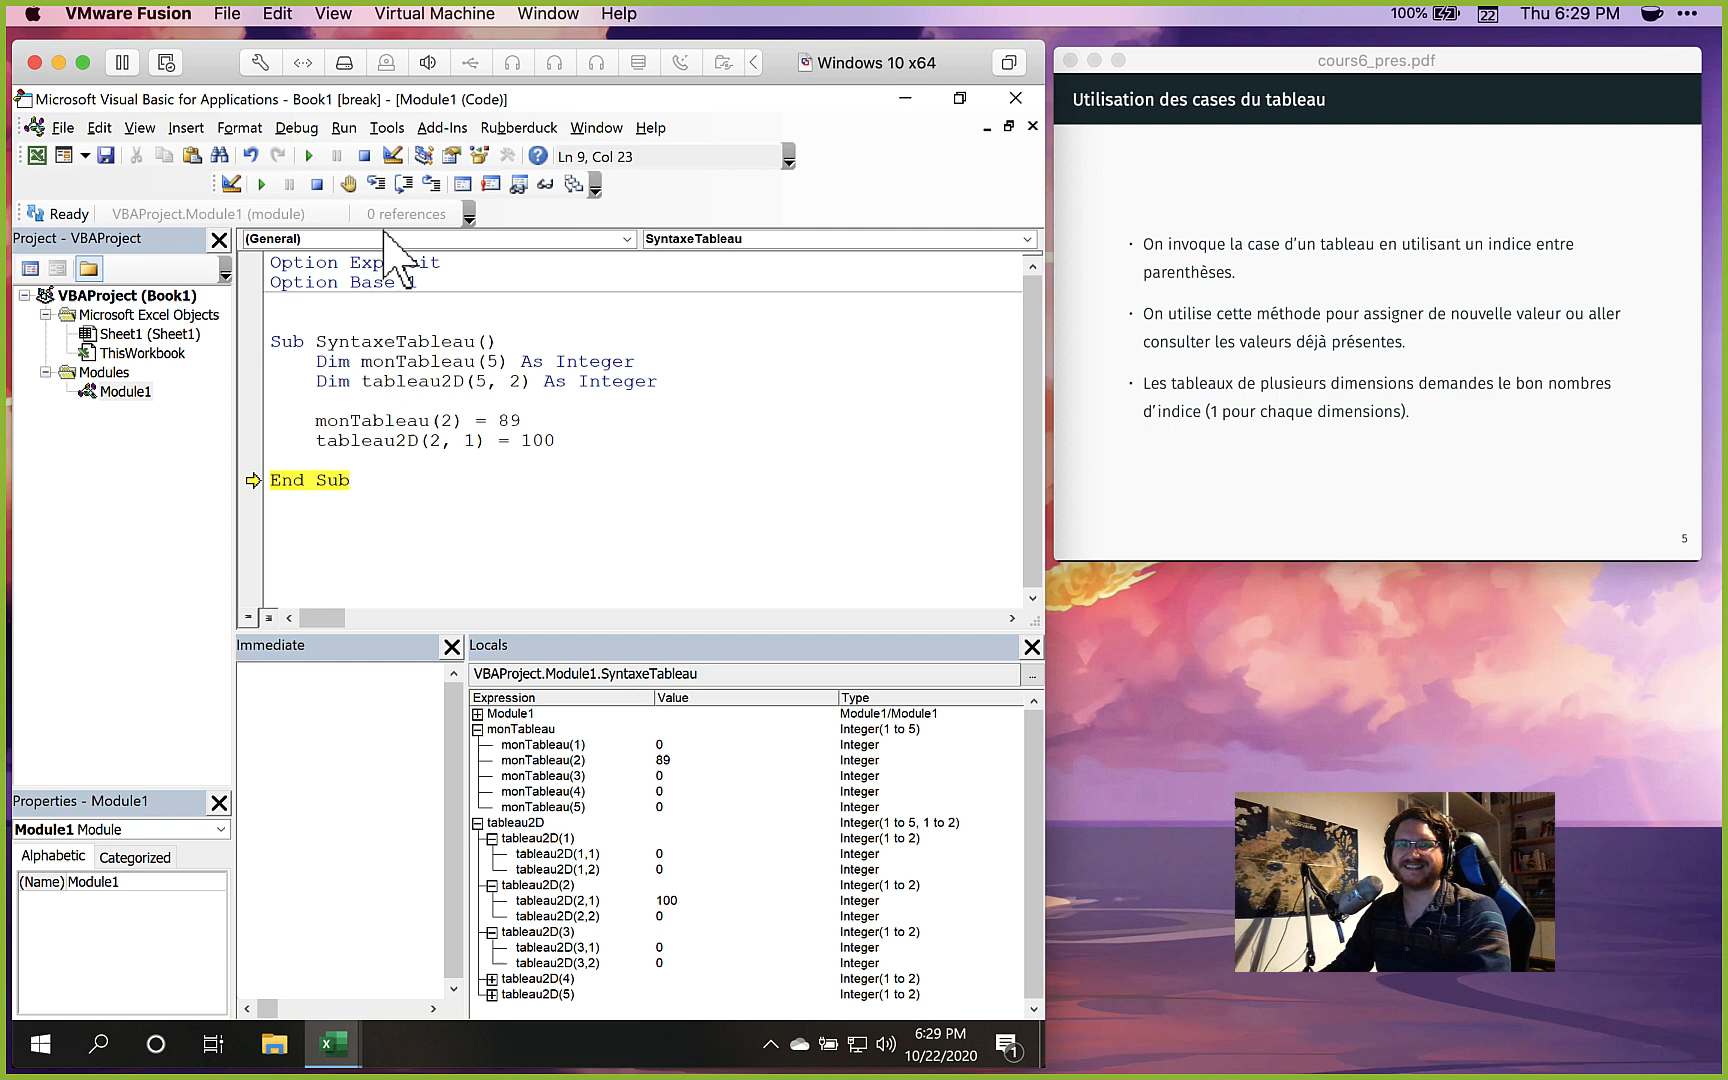 VMware Fusion File Edit View Virtual Machine Window Help 100% 22 Thu 6:29 PM
Windows 10 x64
Microsoft Visual Basic for Applications - Book1 [break] - [Module1 (Code)]
File Edit View Insert Format Debug Run Tools Add-Ins Rubberduck Window Help
Ln 9, Col 23
Ready VBAProject.Module1 (module) 0 references
Project - VBAProject
VBAProject (Book1)
Microsoft Excel Objects
Sheet1 (Sheet1)
ThisWorkbook
Modules
Module1
Properties - Module1
Module1 Module
Alphabetic Categorized
(Name) Module1
(General) SyntaxeTableau
Option Exp it
Option Base 1
Sub SyntaxeTableau()
Dim monTableau(5) As Integer
Dim tableau2D(5, 2) As Integer
monTableau(2) = 89
tableau2D(2, 1) = 100
End Sub
Immediate
Locals
VBAProject.Module1.SyntaxeTableau ...
Expression Value Type
Module1 Module1/Module1
monTableau Integer(1 to 5)
monTableau(1) 0 Integer
monTableau(2) 89 Integer
monTableau(3) 0 Integer
monTableau(4) 0 Integer
monTableau(5) 0 Integer
tableau2D Integer(1 to 5, 1 to 2)
tableau2D(1) Integer(1 to 2)
tableau2D(1,1) 0 Integer
tableau2D(1,2) 0 Integer
tableau2D(2) Integer(1 to 2)
tableau2D(2,1) 100 Integer
tableau2D(2,2) 0 Integer
tableau2D(3) Integer(1 to 2)
tableau2D(3,1) 0 Integer
tableau2D(3,2) 0 Integer
tableau2D(4) Integer(1 to 2)
tableau2D(5) Integer(1 to 2)
6:29 PM
10/22/2020
1
cours6_pres.pdf
Utilisation des cases du tableau
· On invoque la case d'un tableau en utilisant un indice entre
parenthèses.
· On utilise cette méthode pour assigner de nouvelle valeur ou aller
consulter les valeurs déjà présentes.
· Les tableaux de plusieurs dimensions demandes le bon nombres
d'indice (1 pour chaque dimensions).
5